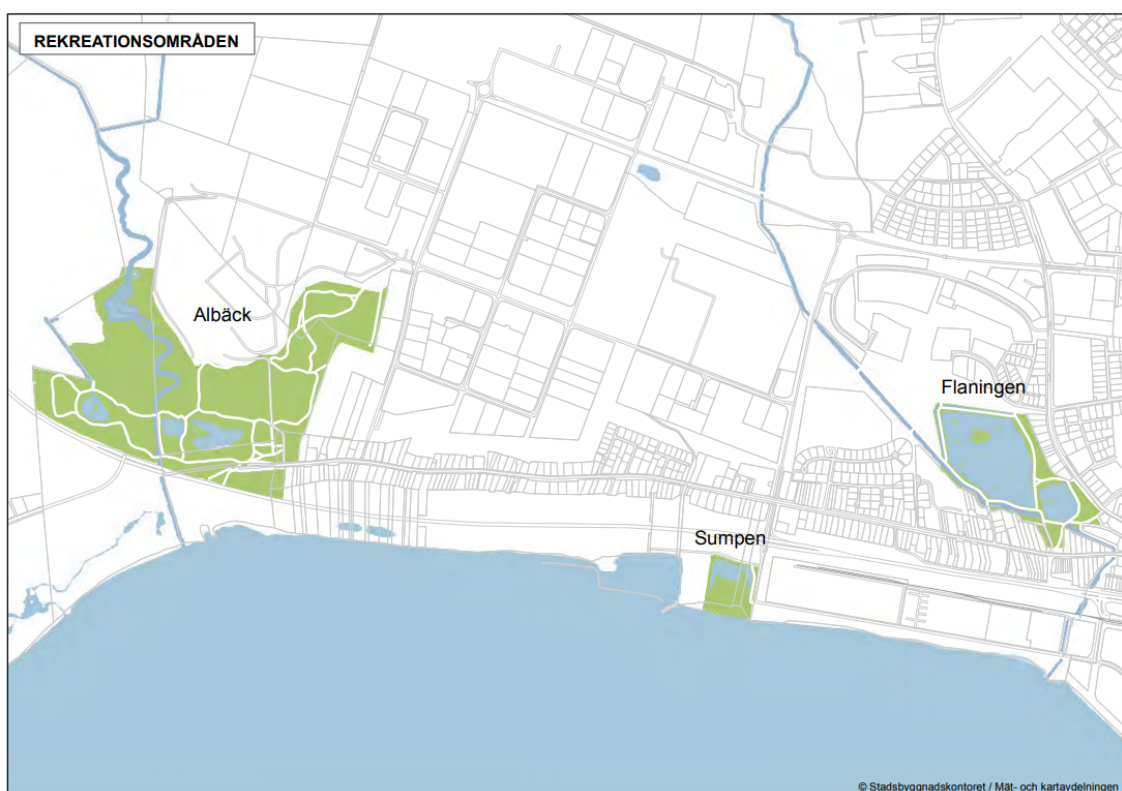 REKREATIONSOMRÅDEN
Albäck
Flaningen
Sumpen
© Stadsbyggnadskontoret / Mät- och kartavdelningen